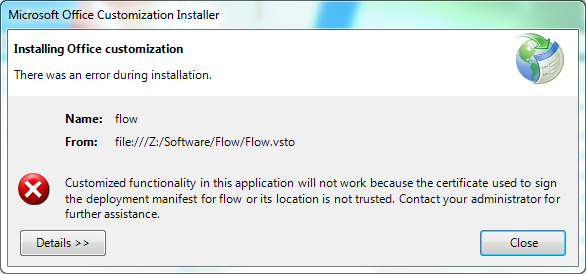 Microsoft Office Customization Installer
Installing Office customization
There was an error during installation.
Name: flow
From: file:///Z:/Software/Flow/Flow.vsto
Customized functionality in this application will not work because the certificate used to sign
the deployment manifest for flow or its location is not trusted. Contact your administrator for
further assistance.
Details >> Close